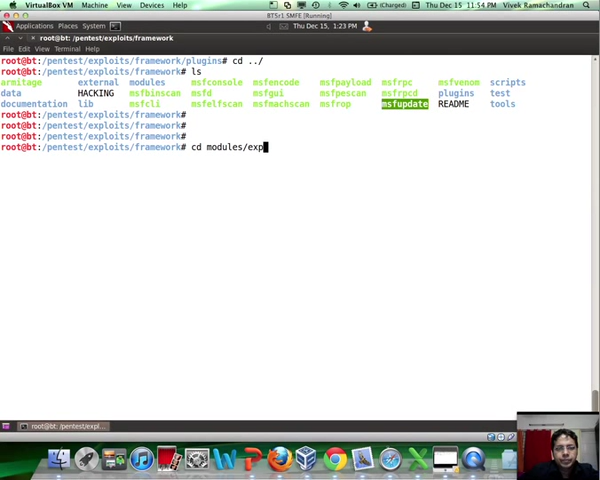 VirtualBox VM Machine View Devices Help (Charged) Thu Dec 15 11:54 PM Vivek Ramachandran
BT5r1 SMFE [Running]
Applications Places System Thu Dec 15, 1:23 PM
root@bt: /pentest/exploits/framework
File Edit View Terminal Help
root@bt:/pentest/exploits/framework/plugins# cd ../
root@bt:/pentest/exploits/framework# ls
armitage external modules msfconsole msfencode msfpayload msfrpc msfvenom scripts
data HACKING msfbinscan msfd msfgui msfpescan msfrpcd plugins test
documentation lib msfcli msfelfscan msfmachscan msfrop msfupdate README tools
root@bt:/pentest/exploits/framework#
root@bt:/pentest/exploits/framework#
root@bt:/pentest/exploits/framework#
root@bt:/pentest/exploits/framework# cd modules/exp
root@bt: /pentest/expl...